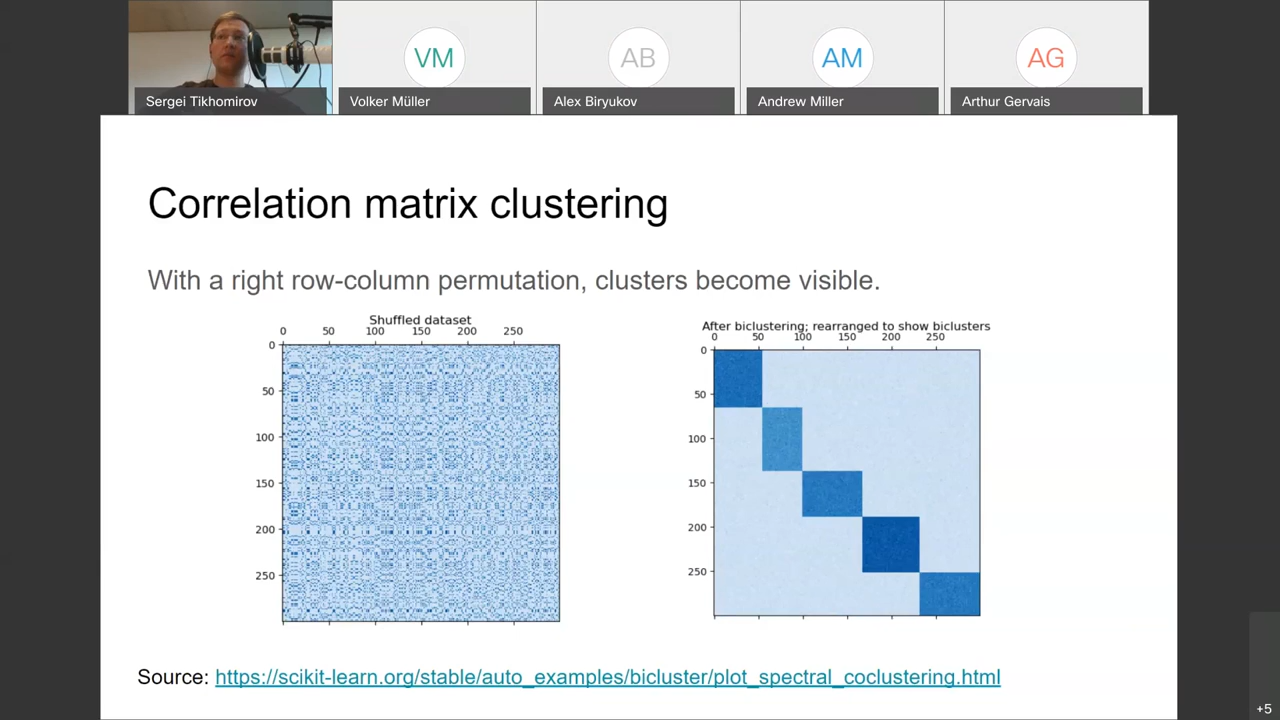 VM
AB
AM
AG
Sergei Tikhomirov
Volker Müller
Alex Biryukov
Andrew Miller
Arthur Gervais
Correlation matrix clustering
With a right row-column permutation, clusters become visible.
Shuffled dataset
0 50 100 150 200 250
0
50
100
150
200
250
After biclustering; rearranged to show biclusters
0 50 100 150 200 250
0
50
100
150
200
250
Source: https://scikit-learn.org/stable/auto_examples/bicluster/plot_spectral_coclustering.html
+5